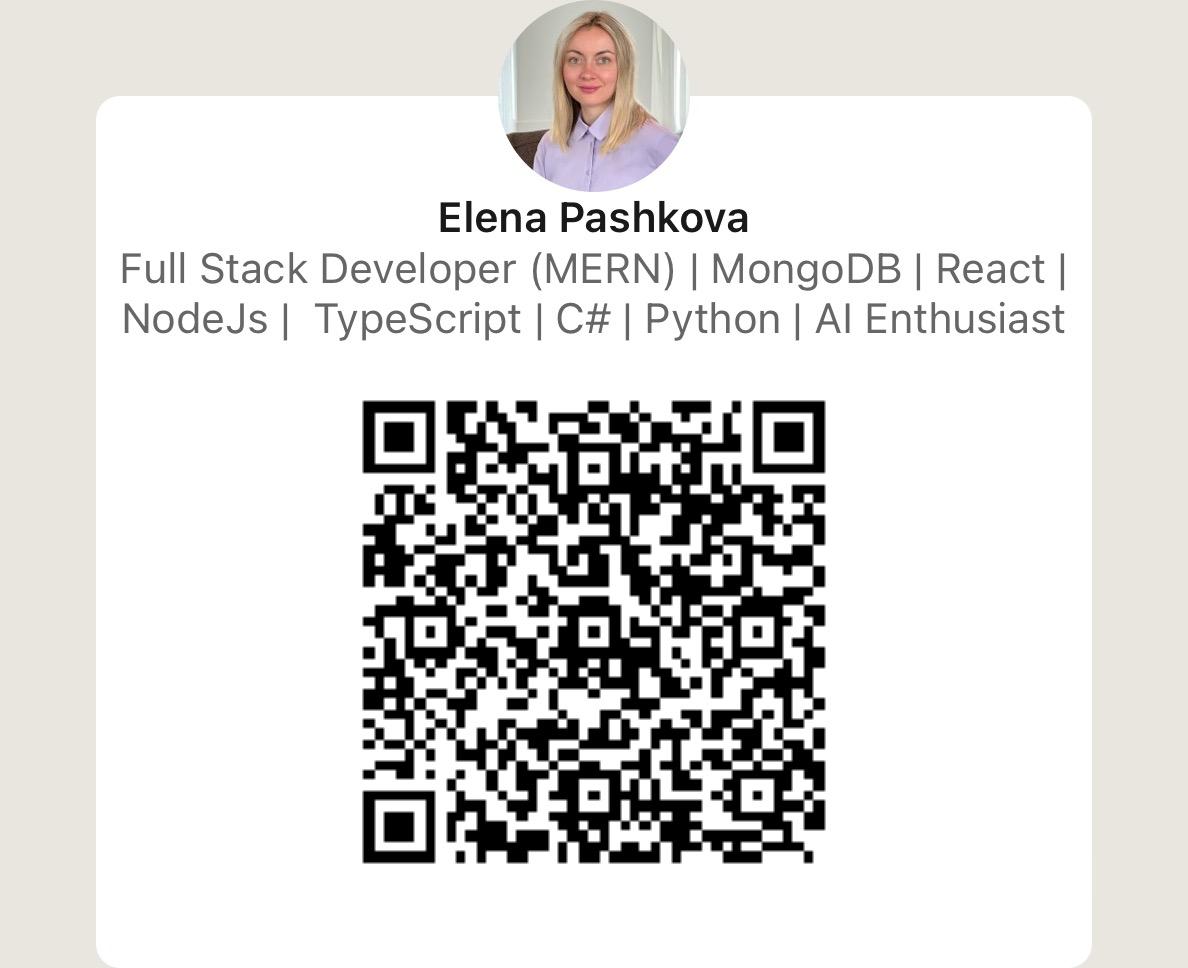 Elena Pashkova
Full Stack Developer (MERN) | MongoDB | React |
NodeJs |  TypeScript | C# | Python | AI Enthusiast